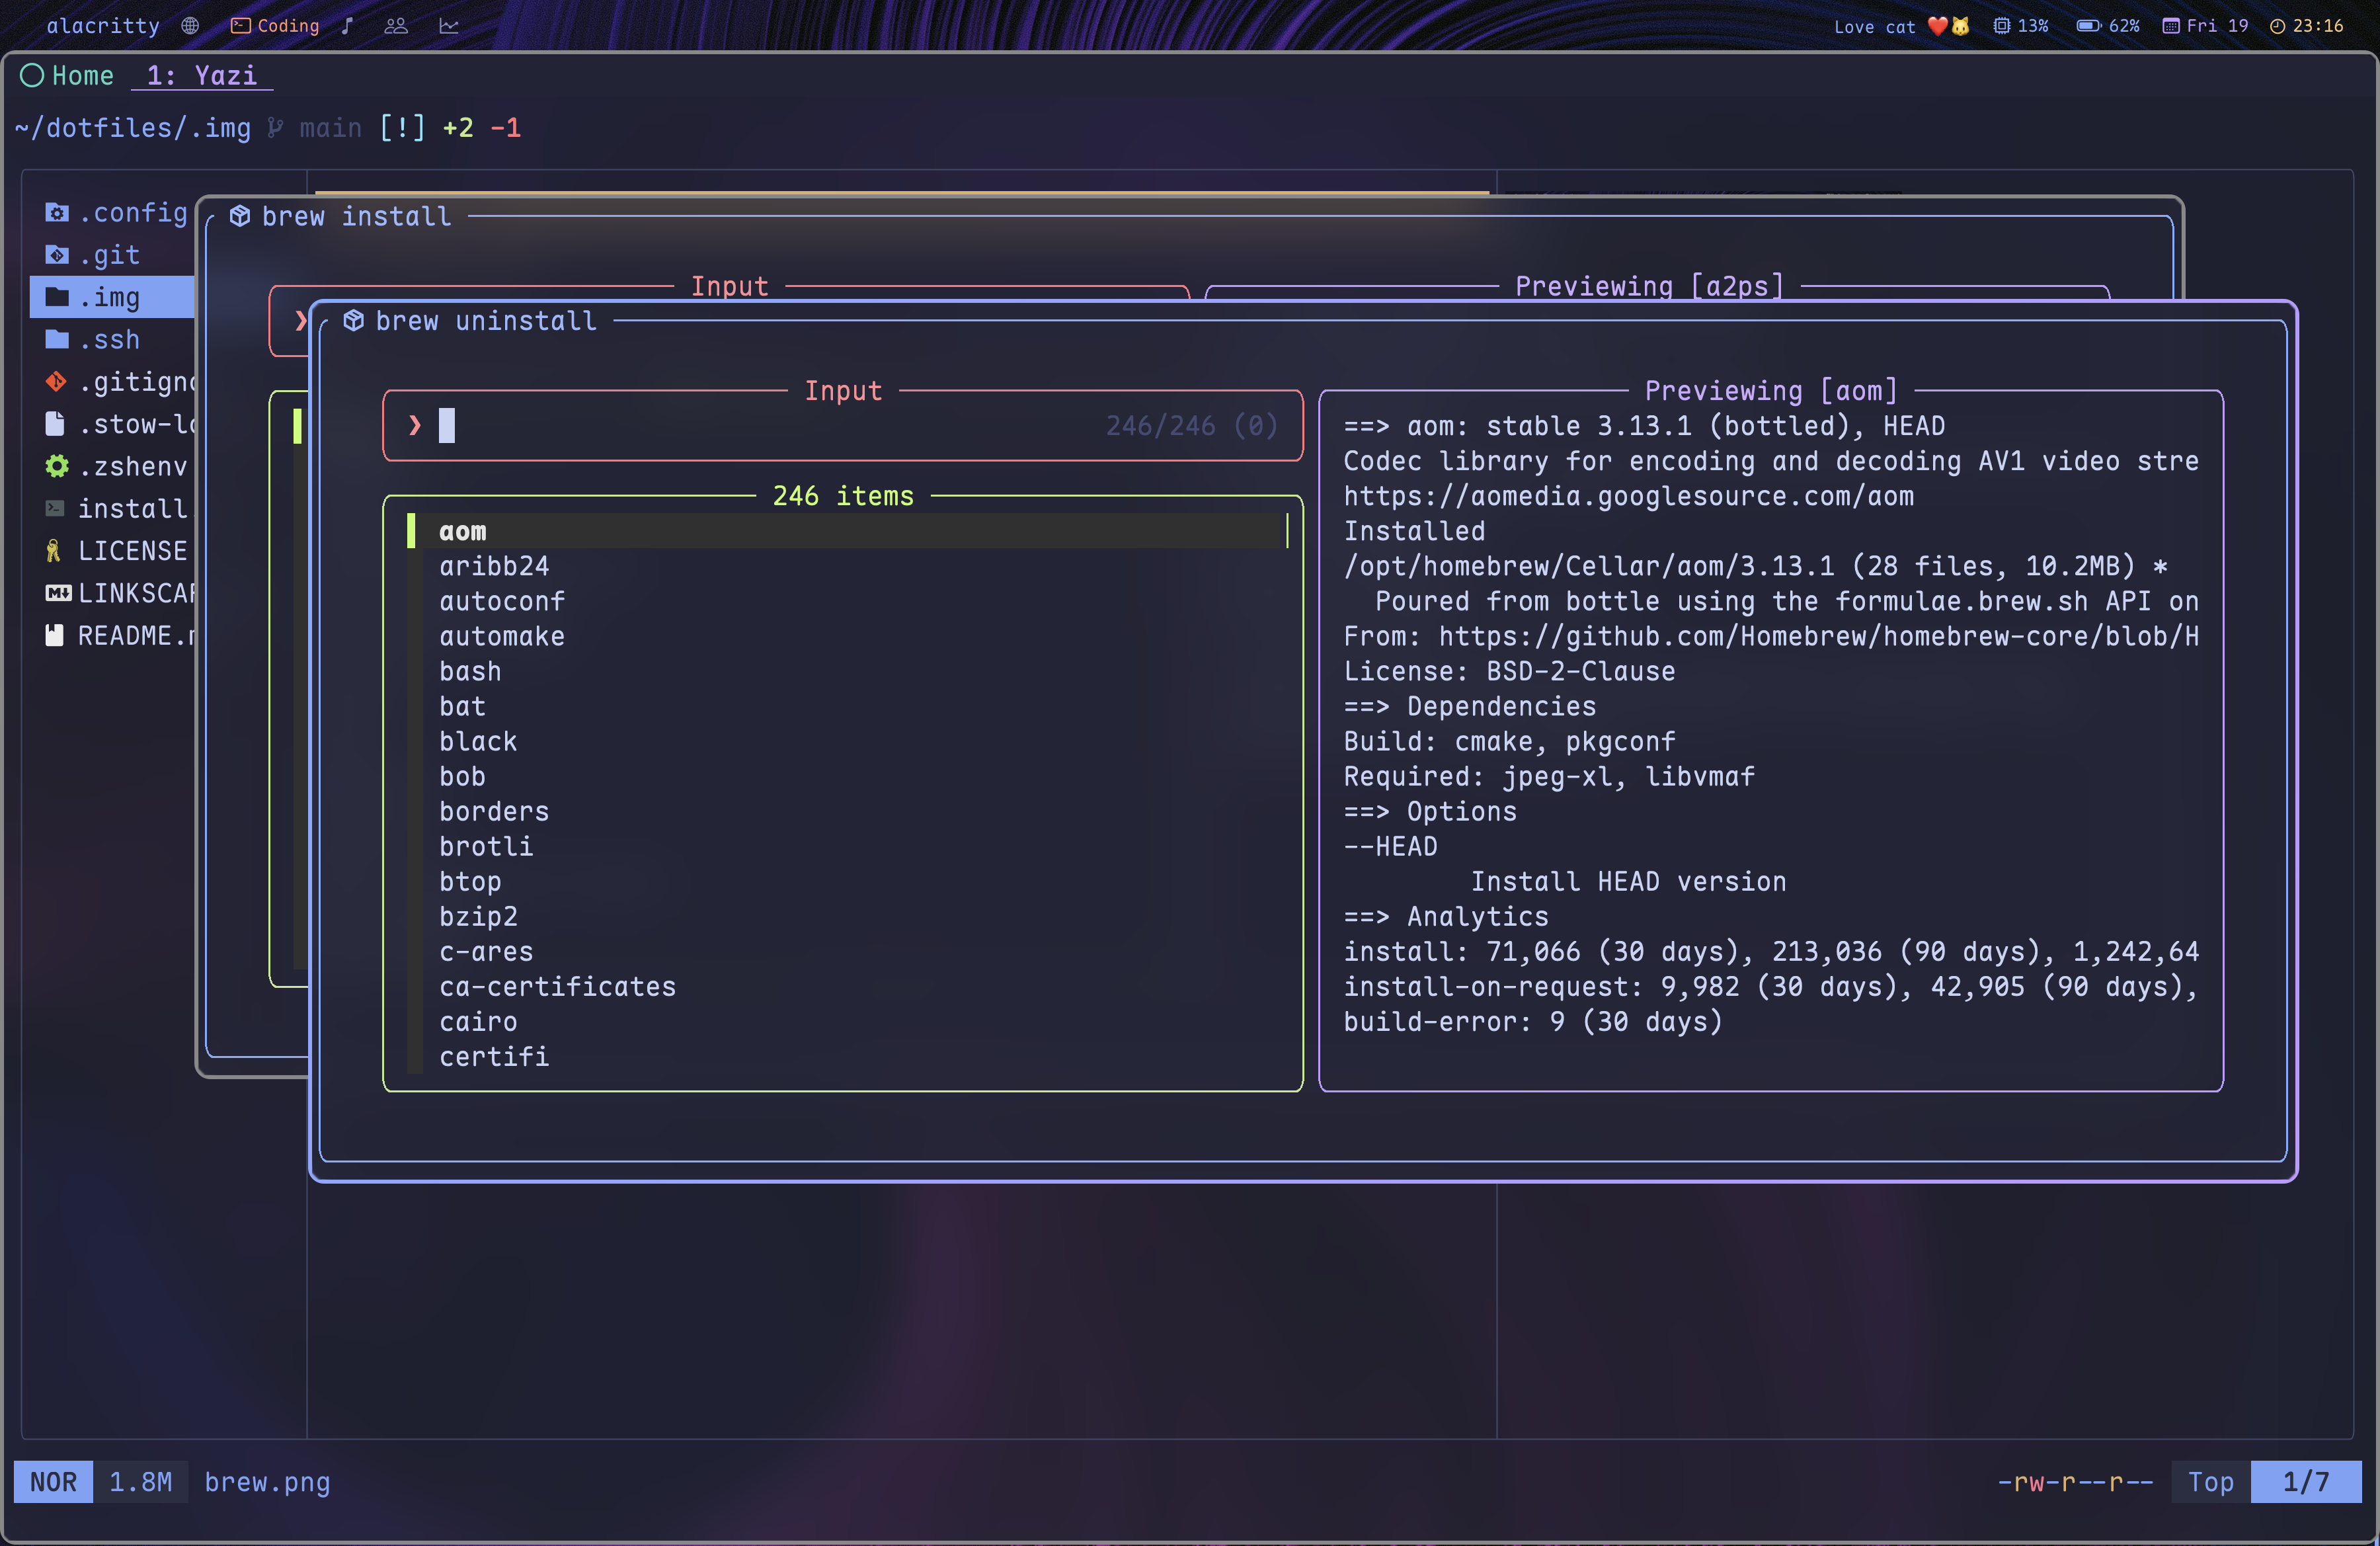 alacritty Coding Love cat ❤️🐱 13% 62% Fri 19 23:16
Home 1: Yazi
~/dotfiles/.img main [!] +2 -1
.config
.git
.img
.ssh
.gitigno
.stow-lo
.zshenv
install
LICENSE
LINKSCAR
README.m
brew install
Input
Previewing [a2ps]
❯
brew uninstall
Input
❯ 246/246 (0)
246 items
aom
aribb24
autoconf
automake
bash
bat
black
bob
borders
brotli
btop
bzip2
c-ares
ca-certificates
cairo
certifi
Previewing [aom]
==> aom: stable 3.13.1 (bottled), HEAD
Codec library for encoding and decoding AV1 video stre
https://aomedia.googlesource.com/aom
Installed
/opt/homebrew/Cellar/aom/3.13.1 (28 files, 10.2MB) *
Poured from bottle using the formulae.brew.sh API on
From: https://github.com/Homebrew/homebrew-core/blob/H
License: BSD-2-Clause
==> Dependencies
Build: cmake, pkgconf
Required: jpeg-xl, libvmaf
==> Options
--HEAD
Install HEAD version
==> Analytics
install: 71,066 (30 days), 213,036 (90 days), 1,242,64
install-on-request: 9,982 (30 days), 42,905 (90 days),
build-error: 9 (30 days)
NOR 1.8M brew.png -rw-r--r-- Top 1/7